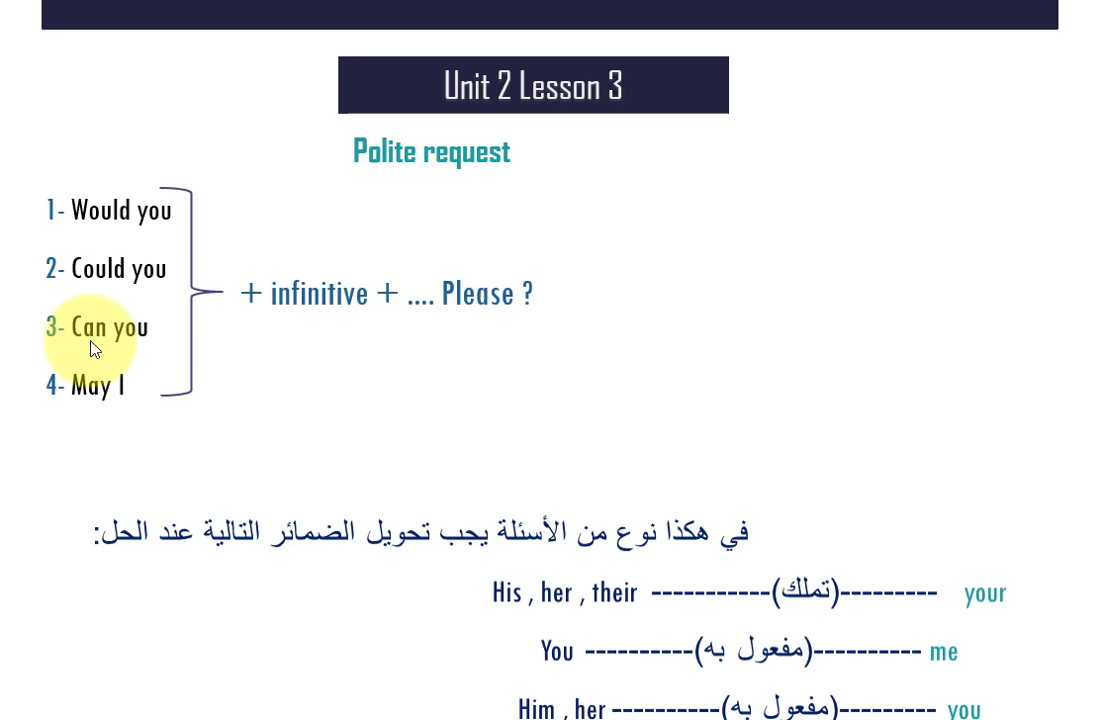 Unit 2 Lesson 3
Polite request
1- Would you
2- Could you
+ infinitive + .... Please ?
3- Can you
4- May I
في هكذا نوع من الأسئلة يجب تحويل الضمائر التالية عند الحل:
His , her , their -----------(تملك)--------- your
You ----------(مفعول به)---------- me
Him , her ----------(مفعول به)--------- you